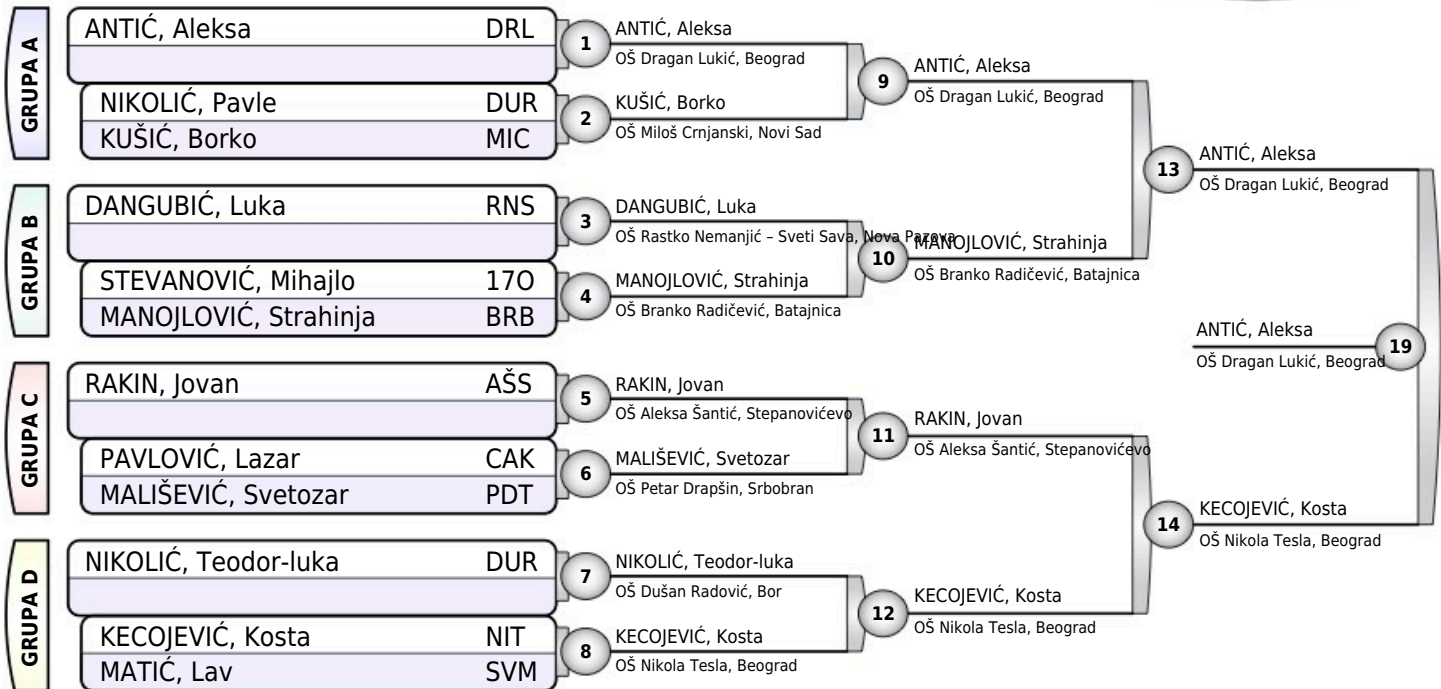 GRUPA A
ANTIĆ, Aleksa DRL
NIKOLIĆ, Pavle DUR
KUŠIĆ, Borko MIC
GRUPA B
DANGUBIĆ, Luka RNS
STEVANOVIĆ, Mihajlo 17O
MANOJLOVIĆ, Strahinja BRB
GRUPA C
RAKIN, Jovan AŠS
PAVLOVIĆ, Lazar CAK
MALIŠEVIĆ, Svetozar PDT
GRUPA D
NIKOLIĆ, Teodor-luka DUR
KECOJEVIĆ, Kosta NIT
MATIĆ, Lav SVM
1 ANTIĆ, Aleksa
OŠ Dragan Lukić, Beograd
2 KUŠIĆ, Borko
OŠ Miloš Crnjanski, Novi Sad
3 DANGUBIĆ, Luka
OŠ Rastko Nemanjić – Sveti Sava, Nova Pazova
4 MANOJLOVIĆ, Strahinja
OŠ Branko Radičević, Batajnica
5 RAKIN, Jovan
OŠ Aleksa Šantić, Stepanovićevo
6 MALIŠEVIĆ, Svetozar
OŠ Petar Drapšin, Srbobran
7 NIKOLIĆ, Teodor-luka
OŠ Dušan Radović, Bor
8 KECOJEVIĆ, Kosta
OŠ Nikola Tesla, Beograd
9 ANTIĆ, Aleksa
OŠ Dragan Lukić, Beograd
10 MANOJLOVIĆ, Strahinja
OŠ Branko Radičević, Batajnica
11 RAKIN, Jovan
OŠ Aleksa Šantić, Stepanovićevo
12 KECOJEVIĆ, Kosta
OŠ Nikola Tesla, Beograd
13 ANTIĆ, Aleksa
OŠ Dragan Lukić, Beograd
14 KECOJEVIĆ, Kosta
OŠ Nikola Tesla, Beograd
ANTIĆ, Aleksa 19
OŠ Dragan Lukić, Beograd